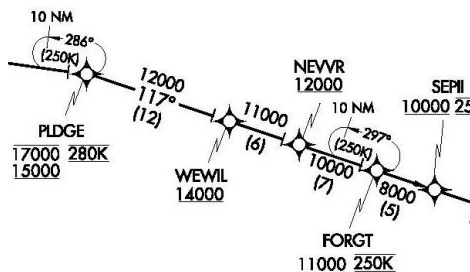 10 NM
286°
(250K)
12000
117°
(12)
PLDGE
17000 280K
15000
11000
(6)
WEWIL
14000
NEVVR
12000
10 NM
297°
(250K)
10000
(7)
SEPII
10000 25
8000
(5)
FORGT
11000 250K